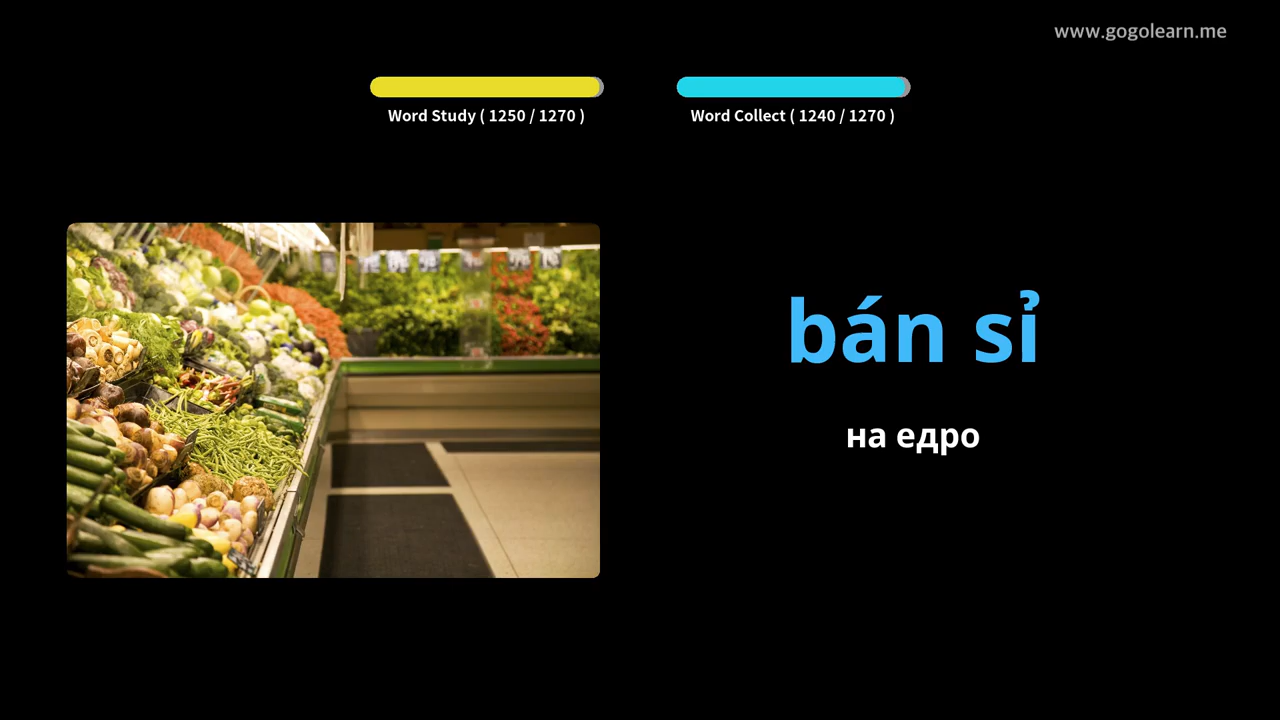 www.gogolearn.me
Word Study ( 1250 / 1270 )
Word Collect ( 1240 / 1270 )
bán sỉ
на едро